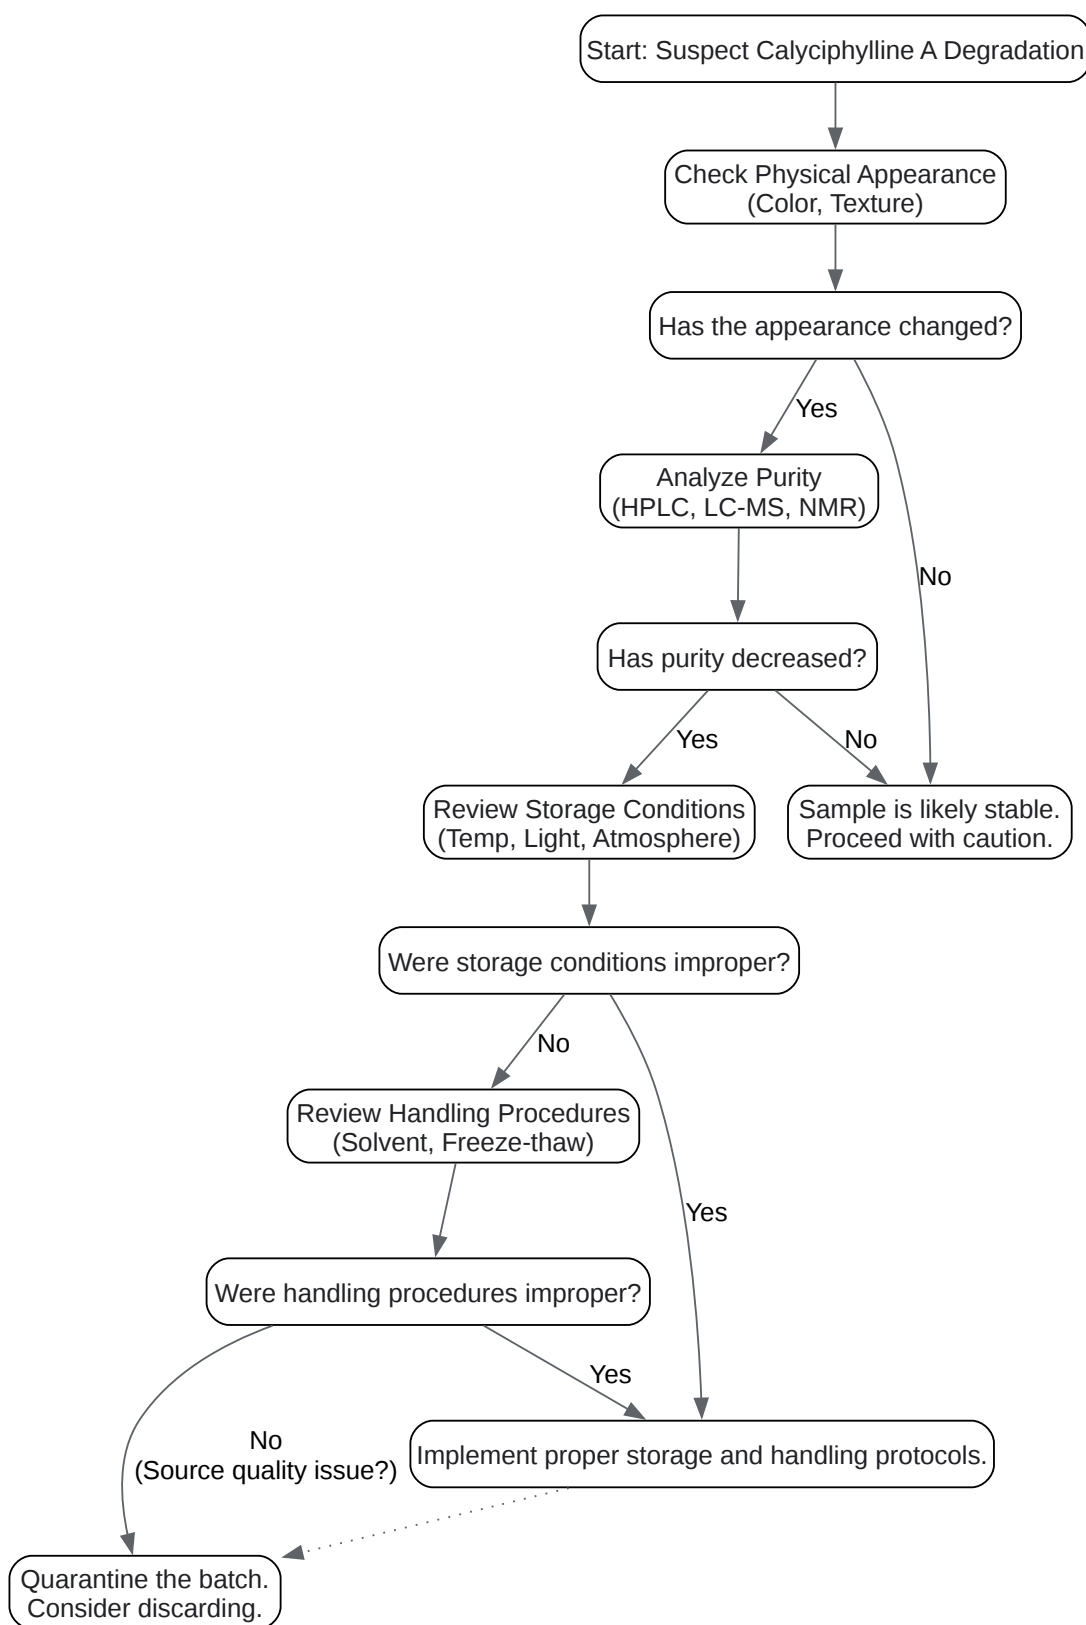 Start: Suspect Calyciphylline A Degradation
Check Physical Appearance
(Color, Texture)
Has the appearance changed?
Yes
Analyze Purity
(HPLC, LC-MS, NMR)
No
Has purity decreased?
Yes
No
Review Storage Conditions
(Temp, Light, Atmosphere)
Sample is likely stable.
Proceed with caution.
Were storage conditions improper?
No
Review Handling Procedures
(Solvent, Freeze-thaw)
Yes
Were handling procedures improper?
Yes
No
(Source quality issue?)
Implement proper storage and handling protocols.
Quarantine the batch.
Consider discarding.